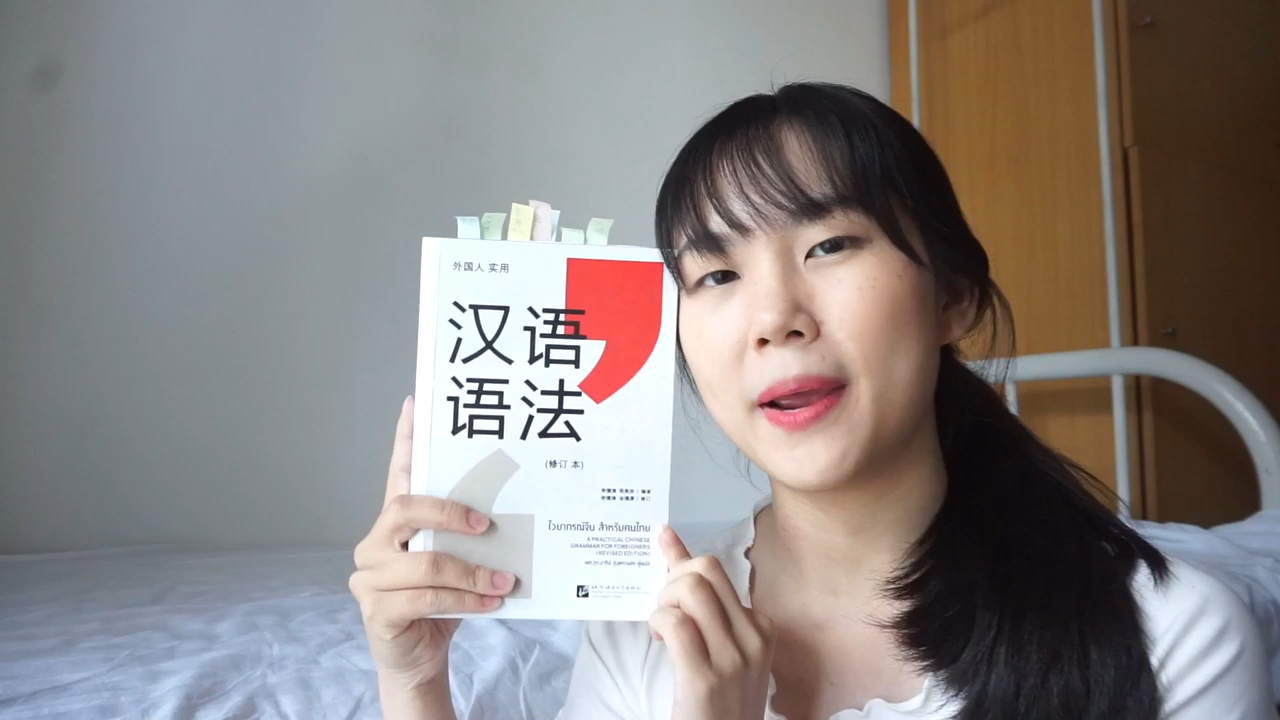 外国人 实用
汉语
语法
(修订 本)
ไวยากรณ์จีน สำหรับคนไทย
A PRACTICAL CHINESE
GRAMMAR FOR FOREIGNERS
(REVISED EDITION)